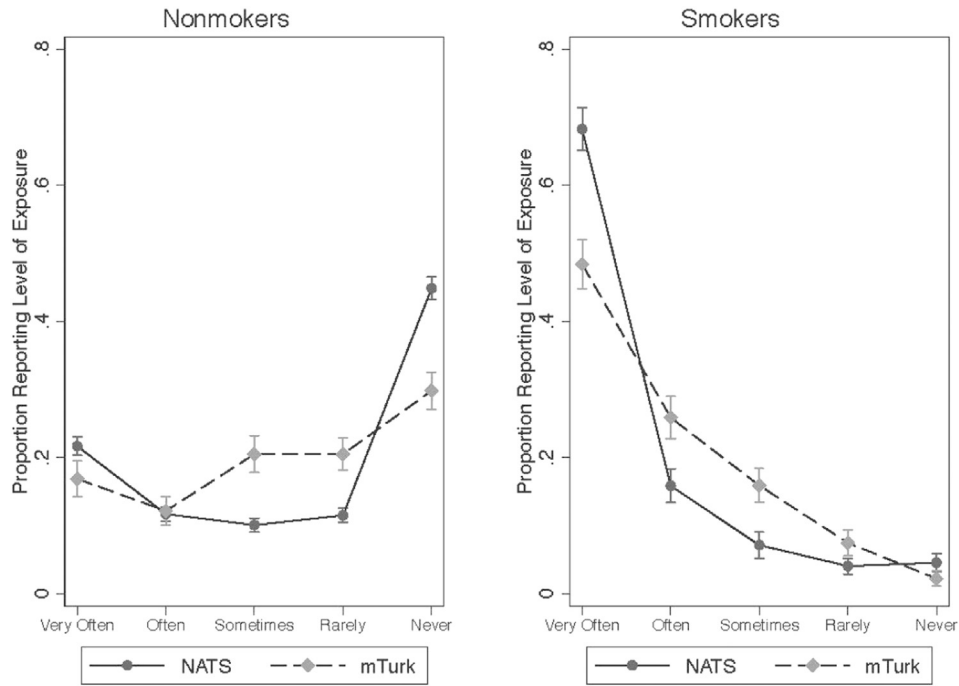 Nonmokers
Proportion Reporting Level of Exposure
.8
.6
.4
.2
0
Very Often Often Sometimes Rarely Never
NATS mTurk
Smokers
Proportion Reporting Level of Exposure
.8
.6
.4
.2
0
Very Often Often Sometimes Rarely Never
NATS mTurk